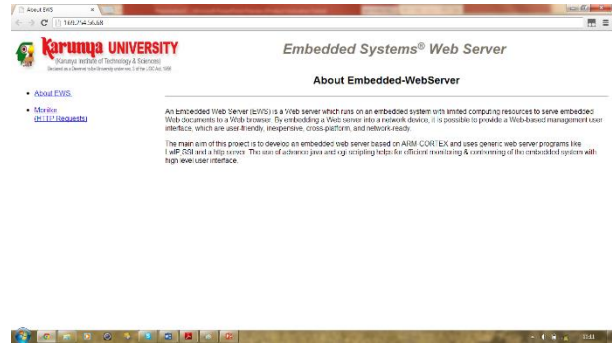 About EWS
169.254.56.68
Karunya UNIVERSITY
(Karunya Institute of Technology & Sciences)
Embedded Systems® Web Server
About Embedded-WebServer
• About EWS
• Monitor
(HTTP Requests)
An Embedded Web Server (EWS) is a Web server which runs on an embedded system with limited computing resources to serve embedded
Web documents to a Web browser. By embedding a Web server into a network device, it is possible to provide a Web-based management user
interface, which are user-friendly, inexpensive, cross-platform, and network-ready.
The main aim of this project is to develop an embedded web server based on ARM-CORTEX and uses generic web server programs like
LwIP,SSI and a http server. The use of advance java and cgi scripting helps for efficient monitoring & of the embedded system with
high level user interface.